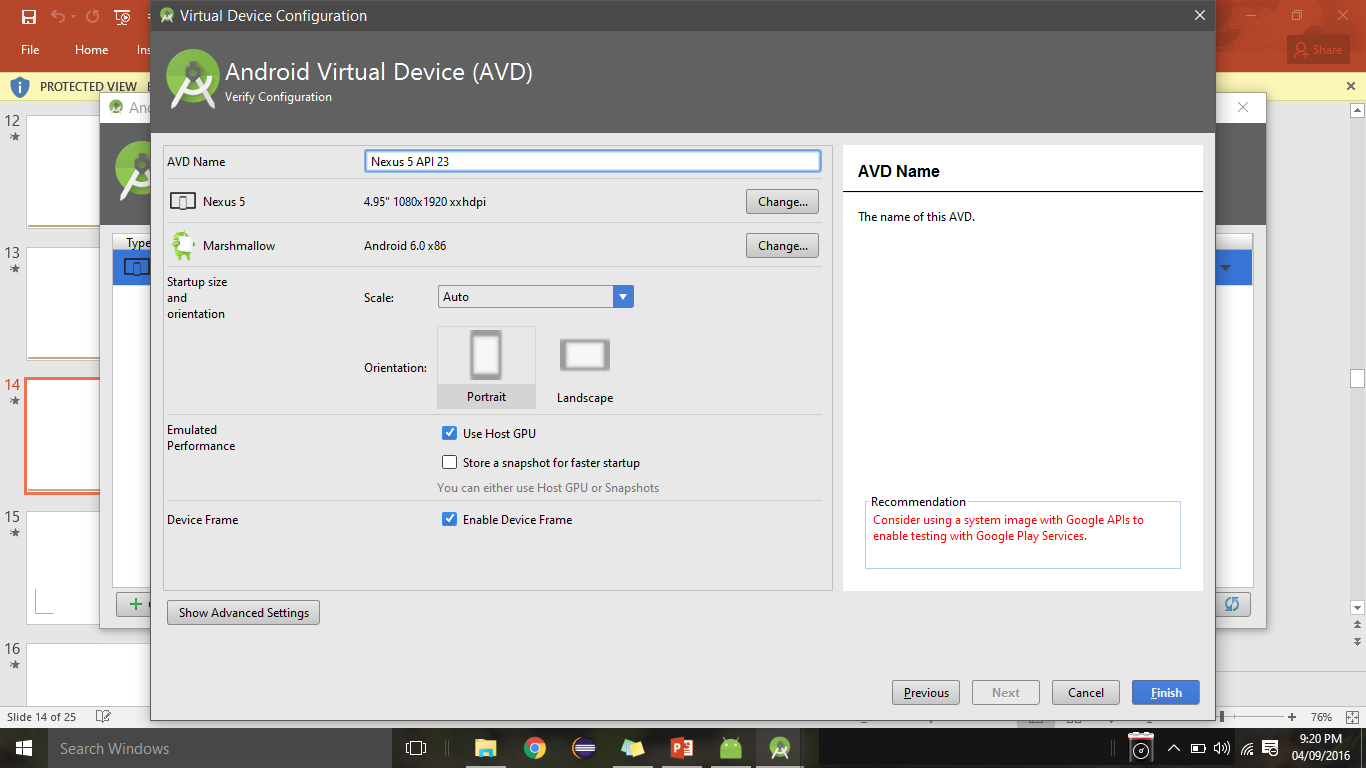 Virtual Device Configuration
File
Home
Ins
Share
PROTECTED VIEW
Android Virtual Device (AVD)
Verify Configuration
12
13
14
15
16
Type
AVD Name
Nexus 5 API 23
Nexus 5
4.95" 1080x1920 xxhdpi
Change...
Marshmallow
Android 6.0 x86
Change...
Startup size
and
orientation
Scale:
Auto
Orientation:
Portrait
Landscape
Emulated
Performance
Use Host GPU
Store a snapshot for faster startup
You can either use Host GPU or Snapshots
Device Frame
Enable Device Frame
AVD Name
The name of this AVD.
Recommendation
Consider using a system image with Google APIs to
enable testing with Google Play Services.
Show Advanced Settings
Previous
Next
Cancel
Finish
Slide 14 of 25
76%
Search Windows
9:20 PM
04/09/2016